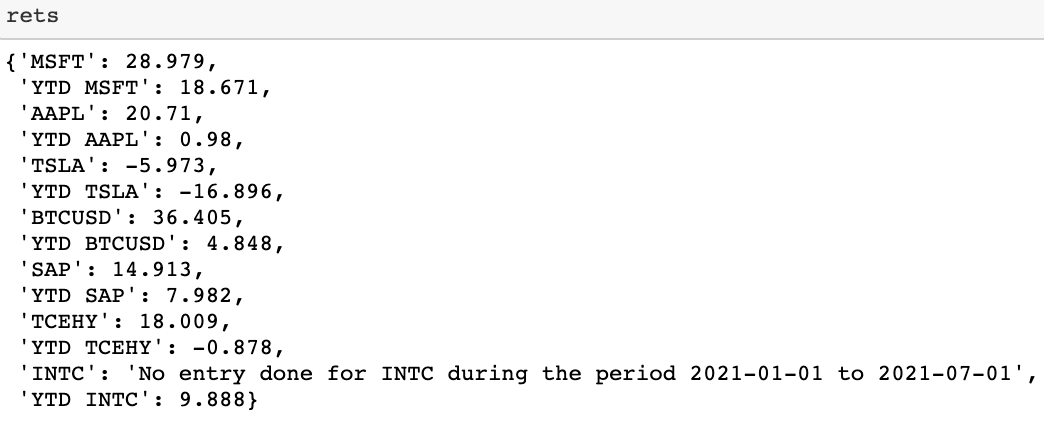 rets
{'MSFT': 28.979,
'YTD MSFT': 18.671,
'AAPL': 20.71,
'YTD AAPL': 0.98,
'TSLA': -5.973,
'YTD TSLA': -16.896,
'BTCUSD': 36.405,
'YTD BTCUSD': 4.848,
'SAP': 14.913,
'YTD SAP': 7.982,
'TCEHY': 18.009,
'YTD TCEHY': -0.878,
'INTC': 'No entry done for INTC during the period 2021-01-01 to 2021-07-01',
'YTD INTC': 9.888}